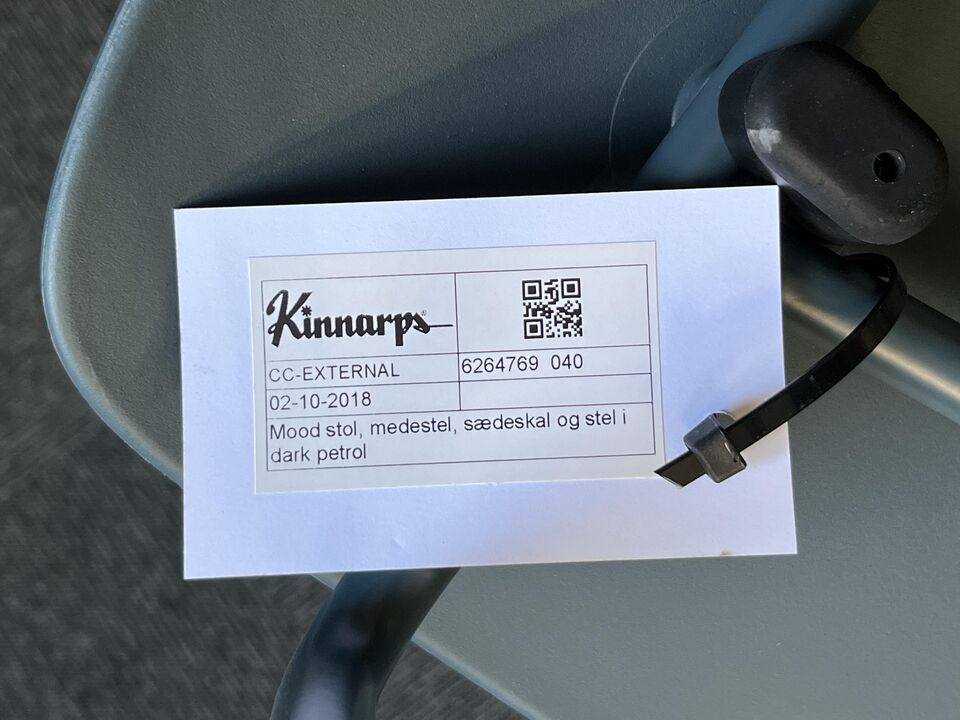 Kinnarps®
CC-EXTERNAL
6264769 040
02-10-2018
Mood stol, medestel, sædeskal og stel i
dark petrol